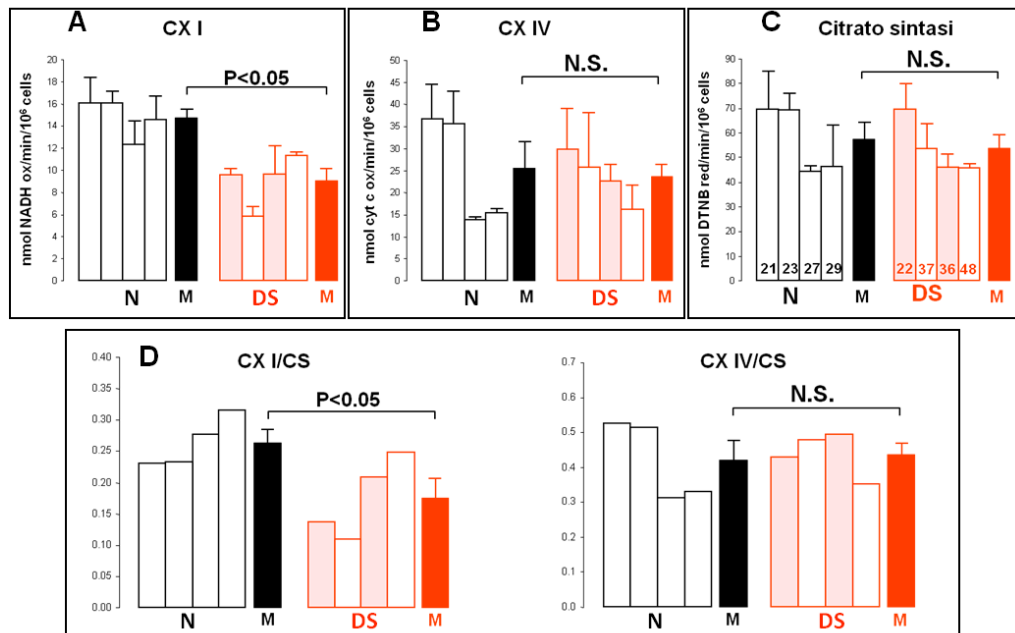 A
CX I
nmol NADH ox/min/10⁶ cells
20
18
16
14
12
10
8
6
4
2
0
P<0.05
N
M
DS
M
B
CX IV
nmol cyt c ox/min/10⁶ cells
50
45
40
35
30
25
20
15
10
5
0
N.S.
N
M
DS
M
C
Citrato sintasi
nmol DTNB red/min/10⁶ cells
90
80
70
60
50
40
30
20
10
0
N.S.
21 23 27 29
22 37 36 48
N
M
DS
M
D
CX I/CS
0.40
0.35
0.30
0.25
0.20
0.15
0.10
0.05
0.00
P<0.05
N
M
DS
M
CX IV/CS
0.7
0.6
0.5
0.4
0.3
0.2
0.1
0.0
N.S.
N
M
DS
M